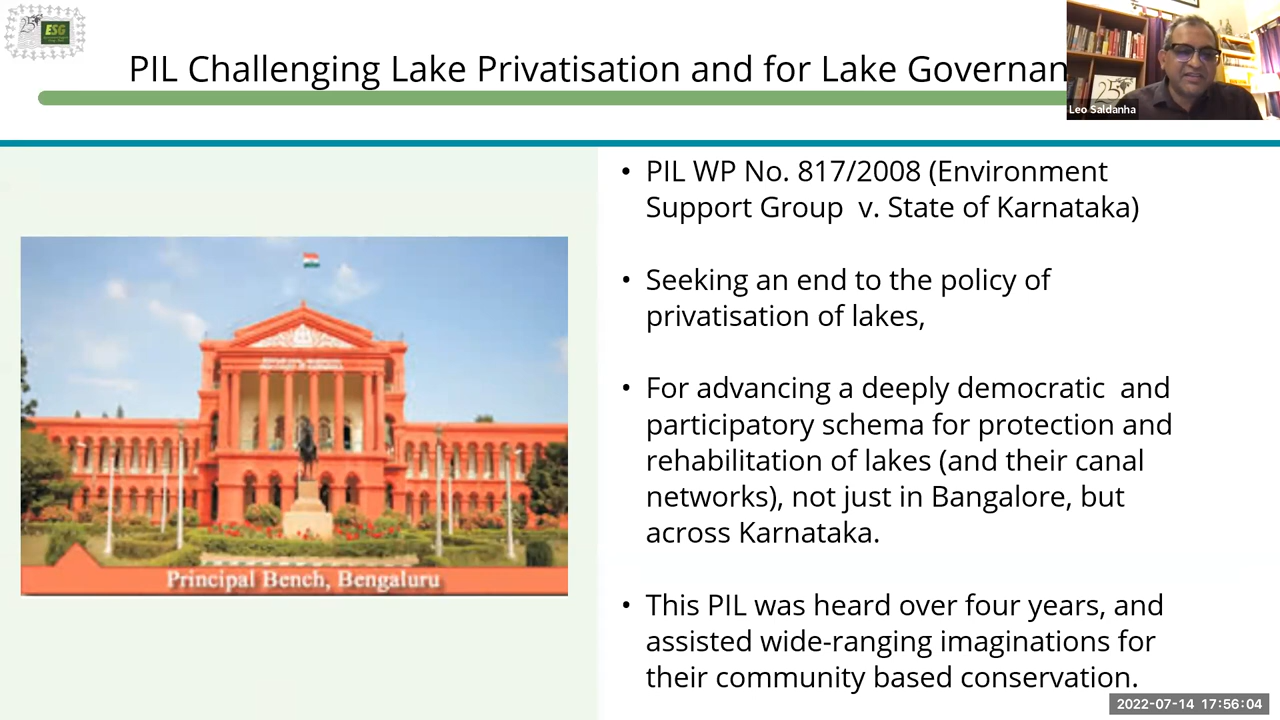 25
ESG
PIL Challenging Lake Privatisation and for Lake Governan
Leo Saldanha
• PIL WP No. 817/2008 (Environment
Support Group v. State of Karnataka)
• Seeking an end to the policy of
privatisation of lakes,
• For advancing a deeply democratic and
participatory schema for protection and
rehabilitation of lakes (and their canal
networks), not just in Bangalore, but
across Karnataka.
• This PIL was heard over four years, and
assisted wide-ranging imaginations for
their community based conservation.
Principal Bench, Bengaluru
2022-07-14 17:56:04